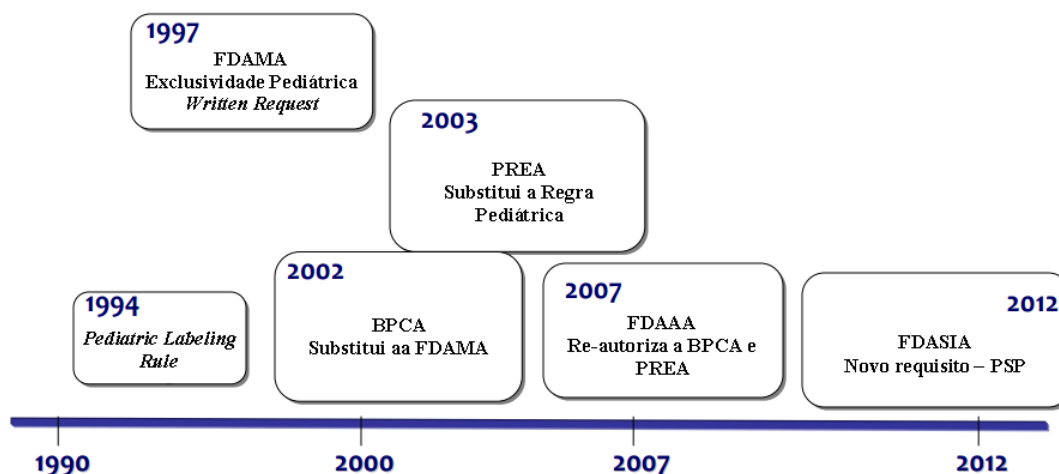 1997
FDAMA
Exclusividade Pediátrica
Written Request
2003
PREA
Substitui a Regra
Pediátrica
1994
Pediatric Labeling
Rule
2002
BPCA
Substitui aa FDAMA
2007
FDAAA
Re-autoriza a BPCA e
PREA
2012
FDASIA
Novo requisito – PSP
1990
2000
2007
2012